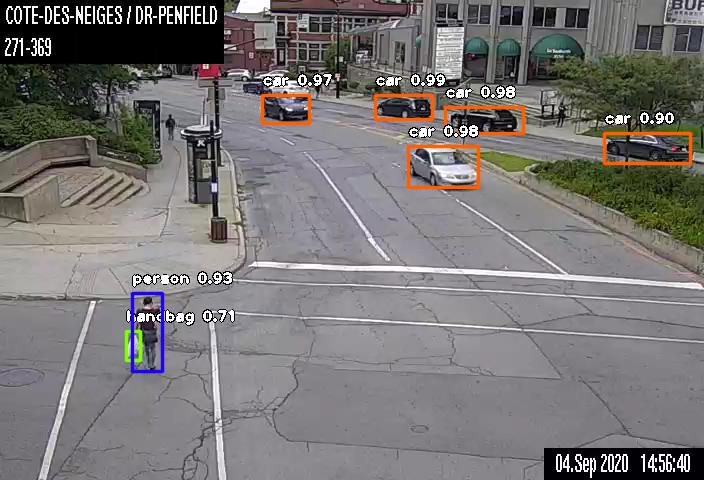 COTE-DES-NEIGES / DR-PENFIELD
271-369
BUF
car 0.97
car 0.99
car 0.98
car 0.90
car 0.98
person 0.93
handbag 0.71
04.Sep 2020 14:56:40